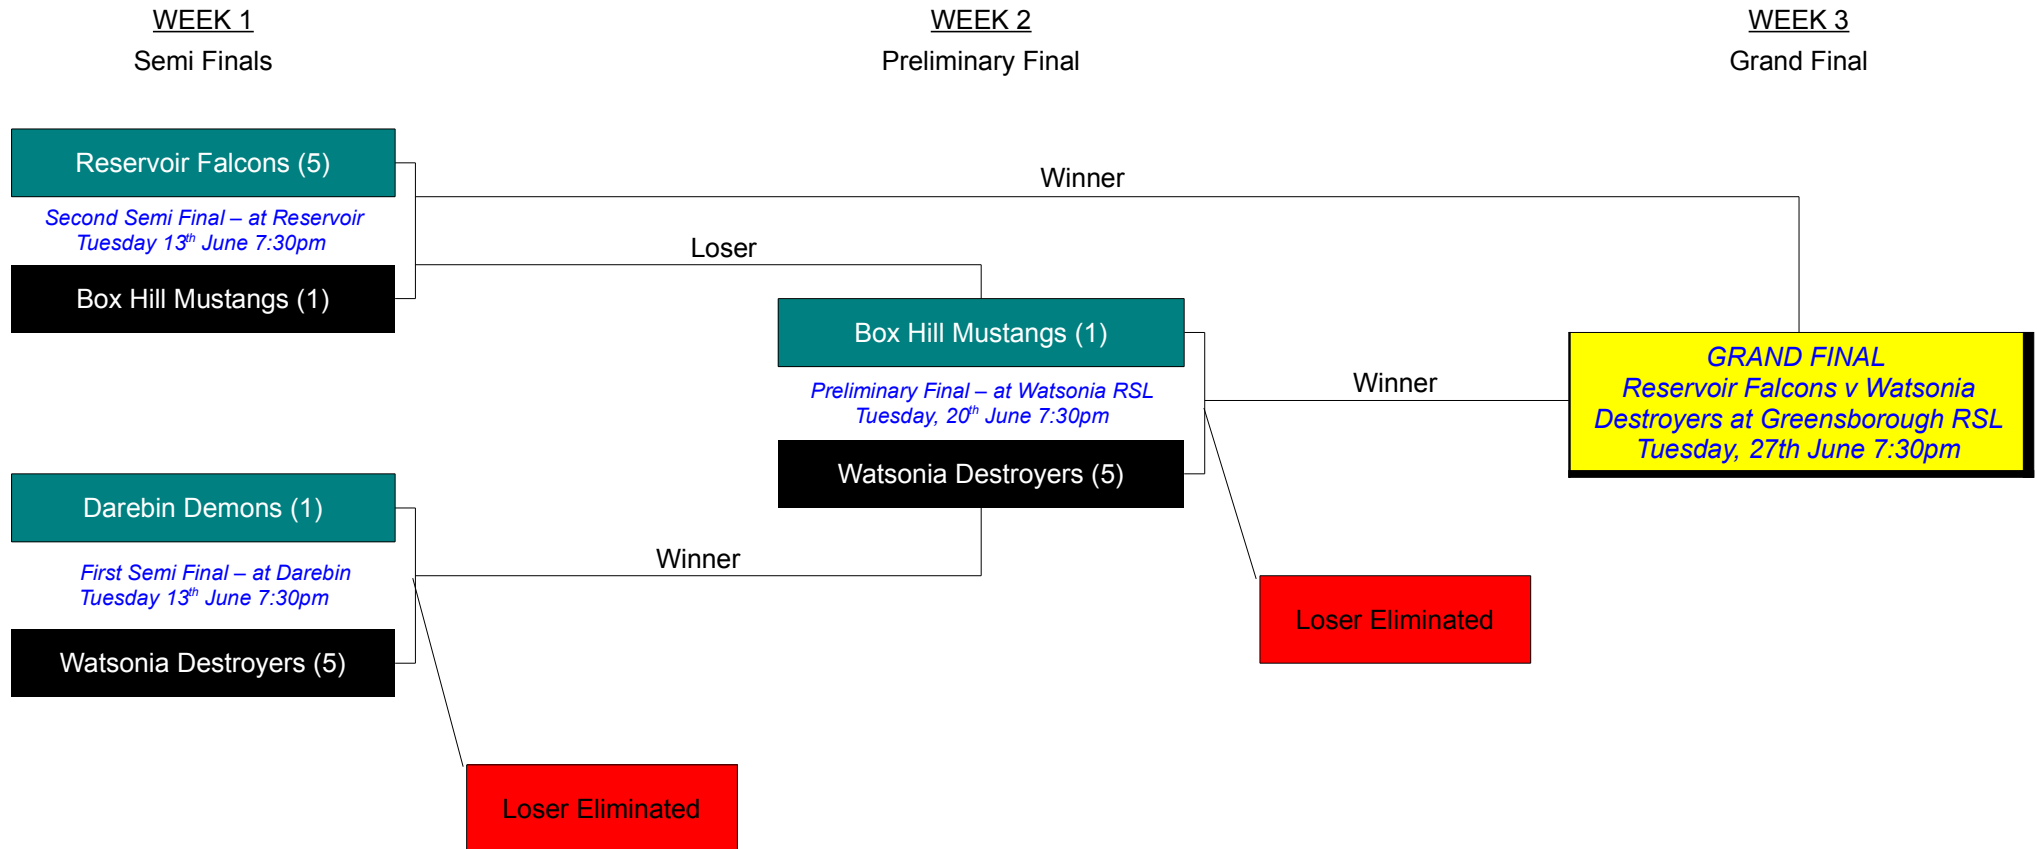 WEEK 1
Semi Finals
WEEK 2
Preliminary Final
WEEK 3
Grand Final
Reservoir Falcons (5)
Second Semi Final – at Reservoir
Tuesday 13th June 7:30pm
Box Hill Mustangs (1)
Winner
Loser
Box Hill Mustangs (1)
Preliminary Final – at Watsonia RSL
Tuesday, 20th June 7:30pm
Watsonia Destroyers (5)
Winner
GRAND FINAL
Reservoir Falcons v Watsonia
Destroyers at Greensborough RSL
Tuesday, 27th June 7:30pm
Darebin Demons (1)
First Semi Final – at Darebin
Tuesday 13th June 7:30pm
Watsonia Destroyers (5)
Winner
Loser Eliminated
Loser Eliminated